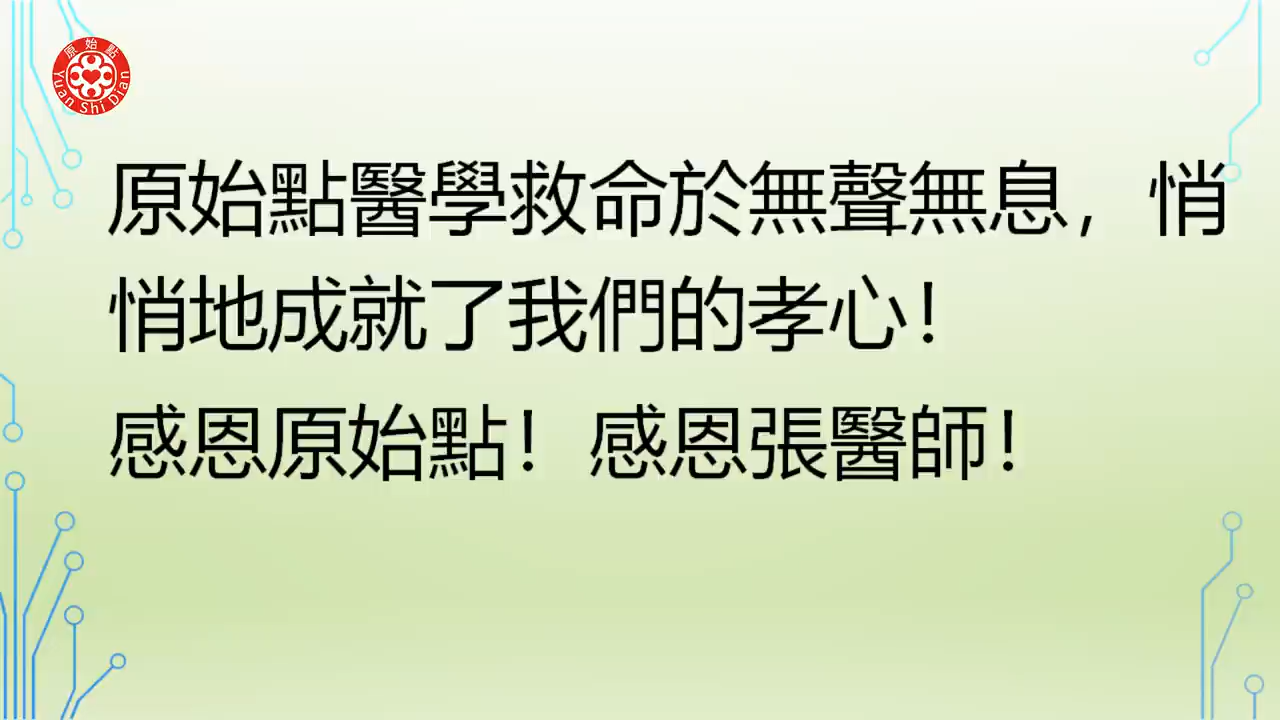 原始點
Yuan Shi Dian
原始點醫學救命於無聲無息，悄
悄地成就了我們的孝心！
感恩原始點！感恩張醫師！